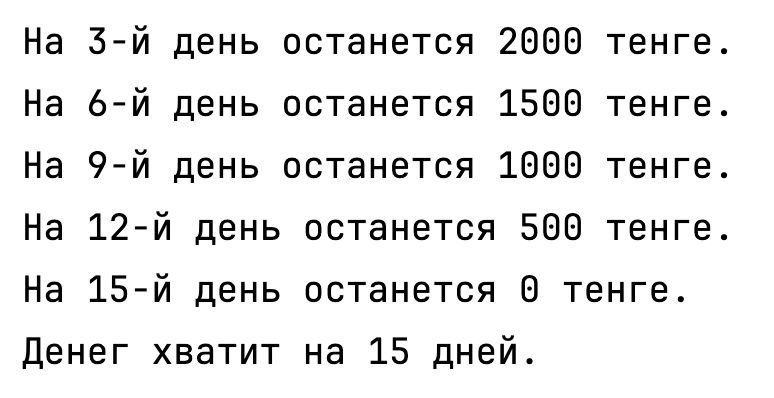 На 3-й день останется 2000 тенге.
На 6-й день останется 1500 тенге.
На 9-й день останется 1000 тенге.
На 12-й день останется 500 тенге.
На 15-й день останется 0 тенге.
Денег хватит на 15 дней.